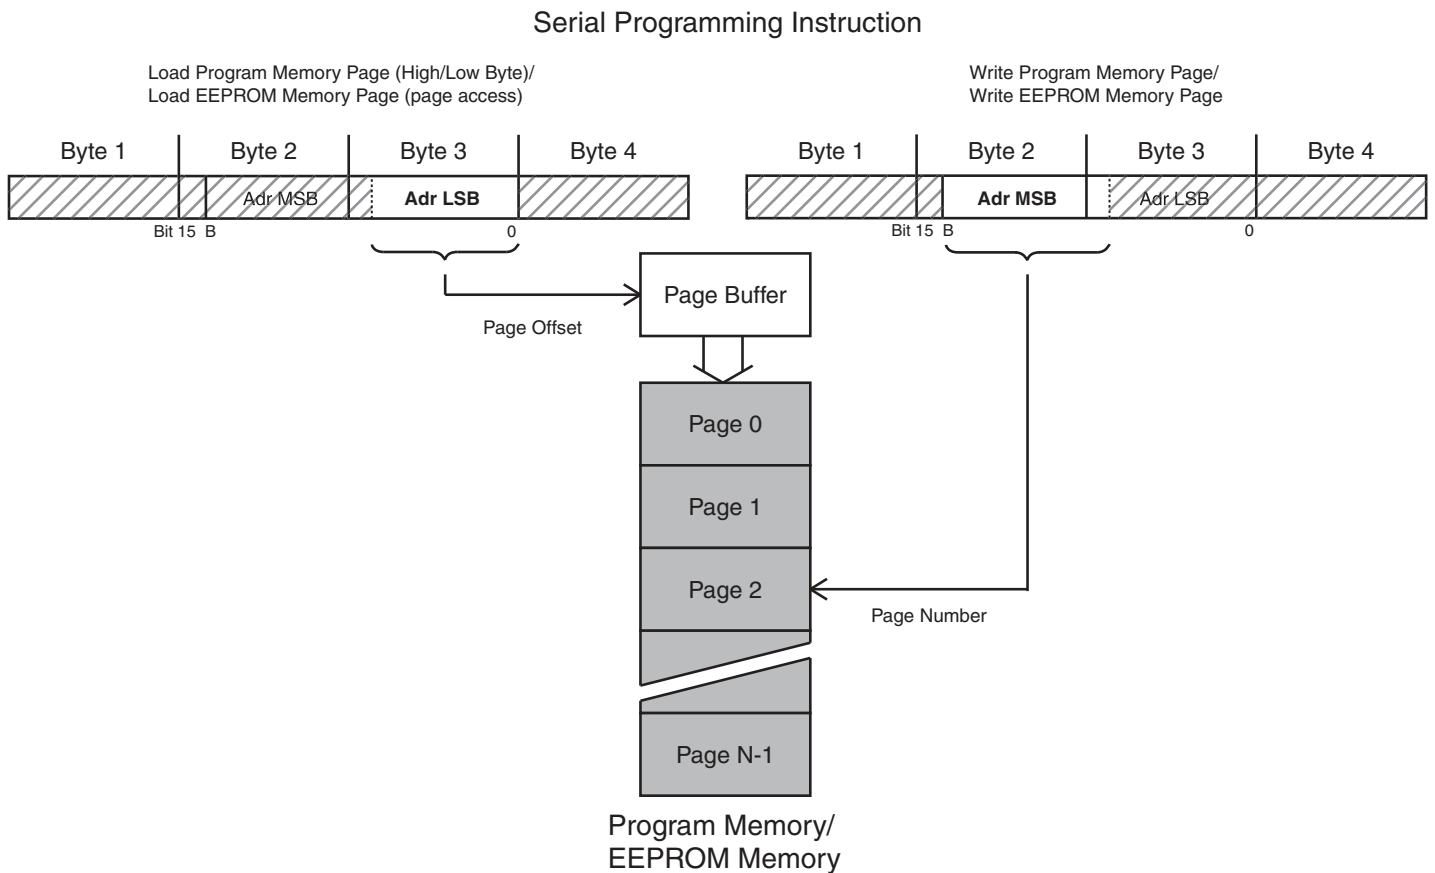 Serial Programming Instruction
Load Program Memory Page (High/Low Byte)/
Load EEPROM Memory Page (page access)
Write Program Memory Page/
Write EEPROM Memory Page
Byte 1 Byte 2 Byte 3 Byte 4
Adr MSB Adr LSB
Bit 15 B 0
Byte 1 Byte 2 Byte 3 Byte 4
Adr MSB Adr LSB
Bit 15 B 0
Page Buffer
Page Offset
Page 0
Page 1
Page 2
Page Number
Page N-1
Program Memory/
EEPROM Memory